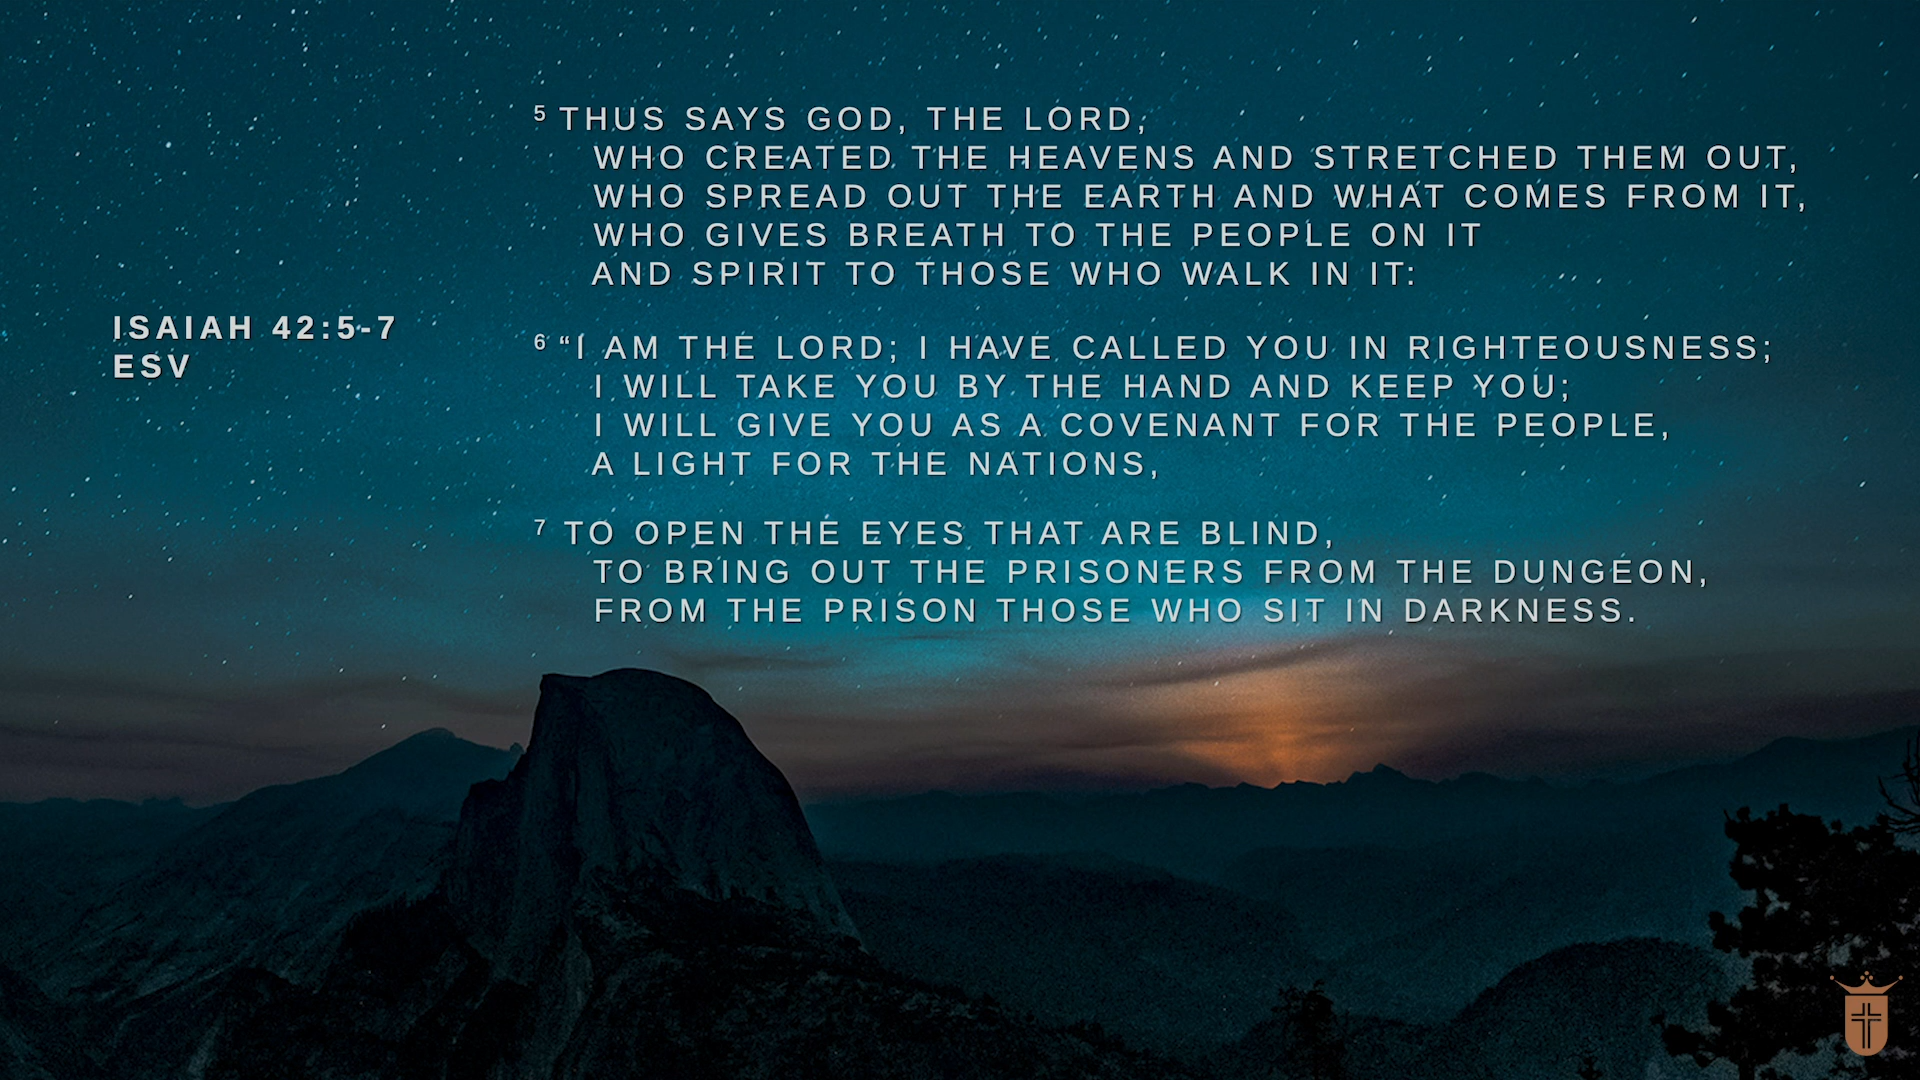 ISAIAH 42:5-7
ESV
5 THUS SAYS GOD, THE LORD,
WHO CREATED THE HEAVENS AND STRETCHED THEM OUT,
WHO SPREAD OUT THE EARTH AND WHAT COMES FROM IT,
WHO GIVES BREATH TO THE PEOPLE ON IT
AND SPIRIT TO THOSE WHO WALK IN IT:
6 “I AM THE LORD; I HAVE CALLED YOU IN RIGHTEOUSNESS;
I WILL TAKE YOU BY THE HAND AND KEEP YOU;
I WILL GIVE YOU AS A COVENANT FOR THE PEOPLE,
A LIGHT FOR THE NATIONS,
7 TO OPEN THE EYES THAT ARE BLIND,
TO BRING OUT THE PRISONERS FROM THE DUNGEON,
FROM THE PRISON THOSE WHO SIT IN DARKNESS.